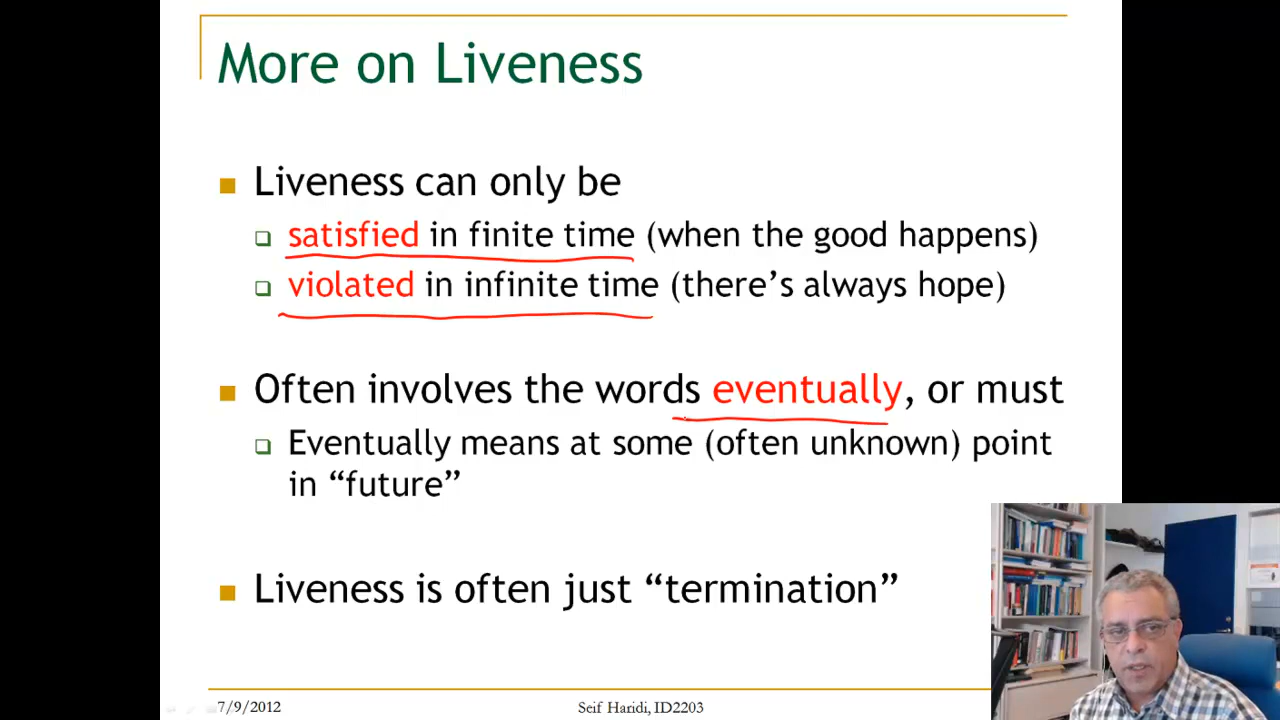 More on Liveness
Liveness can only be
satisfied in finite time (when the good happens)
violated in infinite time (there's always hope)
Often involves the words eventually, or must
Eventually means at some (often unknown) point
in “future”
Liveness is often just “termination”
7/9/2012
Seif Haridi, ID2203